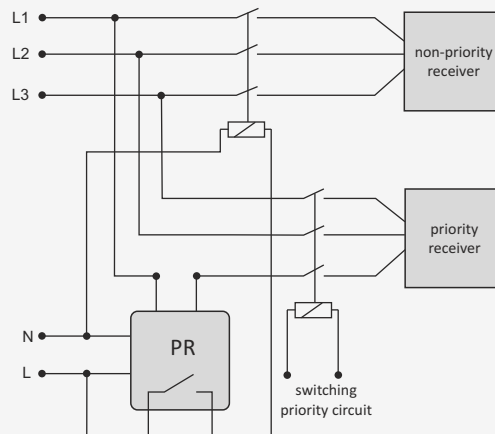 L1
L2
L3
non-priority
receiver
priority
receiver
N
L
PR
switching
priority circuit